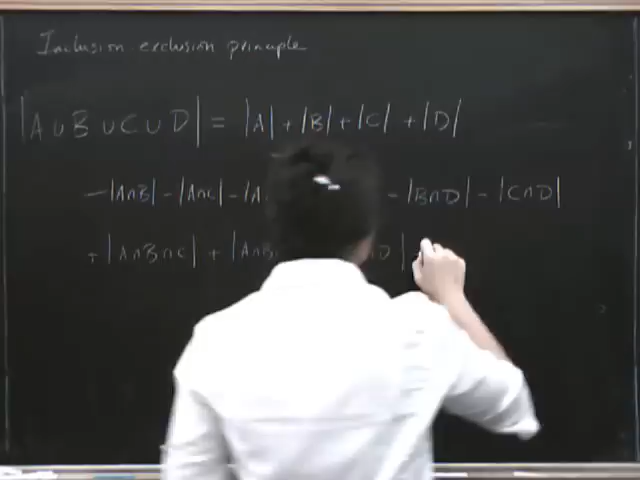 Inclusion exclusion principle
|A ∪ B ∪ C ∪ D| = |A| + |B| + |C| + |D|
- |A∩B| - |A∩C| - |A - |B∩D| - |C∩D|
+ |A∩B∩C| + |A∩B D|